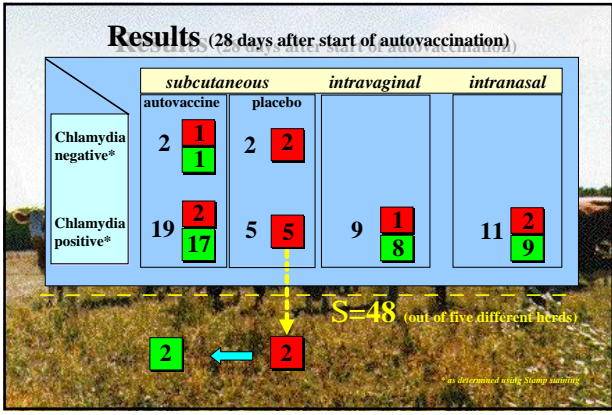 Results (28 days after start of autovaccination)
subcutaneous intravaginal intranasal
autovaccine placebo
Chlamydia
negative*
2 1 1 2 2
Chlamydia
positive*
19 2 17 5 5 9 1 8 11 2 9
S=48 (out of five different herds)
2 2
* as determined using Stamp staining